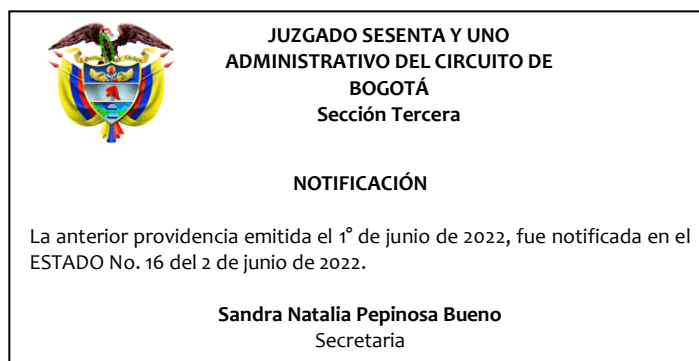 JUZGADO SESENTA Y UNO
ADMINISTRATIVO DEL CIRCUITO DE
BOGOTÁ
Sección Tercera
Libertad y Orden
NOTIFICACIÓN
La anterior providencia emitida el 1° de junio de 2022, fue notificada en el
ESTADO No. 16 del 2 de junio de 2022.
Sandra Natalia Pepinosa Bueno
Secretaria